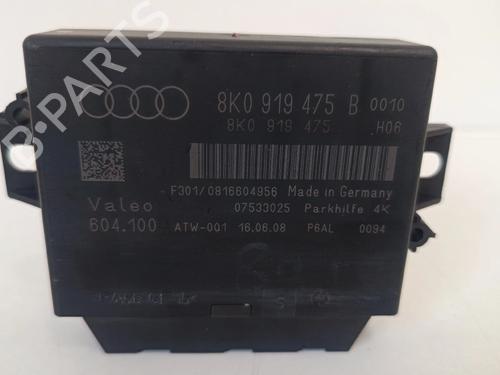 8K0 919 475 B 0010
8K0 919 475 H06
F301/0816604956 Made in Germany
Valeo 07533025 Parkhilfe 4K
604.100 ATW-001 16.06.08 P6AL 0094
B-PARTS